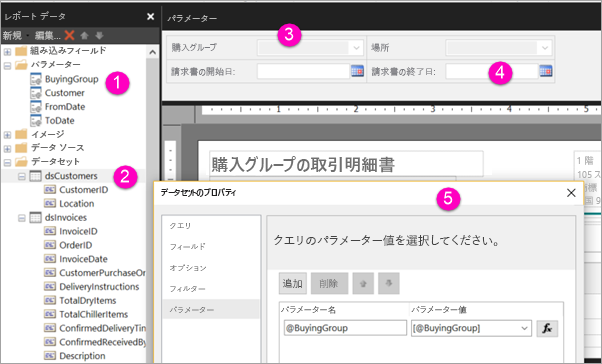 レポート データ
新規 編集...
組み込みフィールド
パラメーター
BuyingGroup
Customer
FromDate
ToDate
イメージ
データ ソース
データセット
dsCustomers
CustomerID
Location
dsInvoices
InvoiceID
OrderID
InvoiceDate
CustomerPurchaseOr
DeliveryInstructions
TotalDryItems
TotalChillerItems
ConfirmedDeliveryTin
ConfirmedReceivedBy
Description
1
2
パラメーター
購入グループ
3
場所
請求書の開始日:
請求書の終了日:
4
1 2 3 4 5
購入グループの取引明細書
1 階
105 ス
データセットのプロパティ
5
クエリ
フィールド
オプション
フィルター
パラメーター
クエリのパラメーター値を選択してください。
追加 削除
パラメーター名 パラメーター値
@BuyingGroup [@BuyingGroup] fx